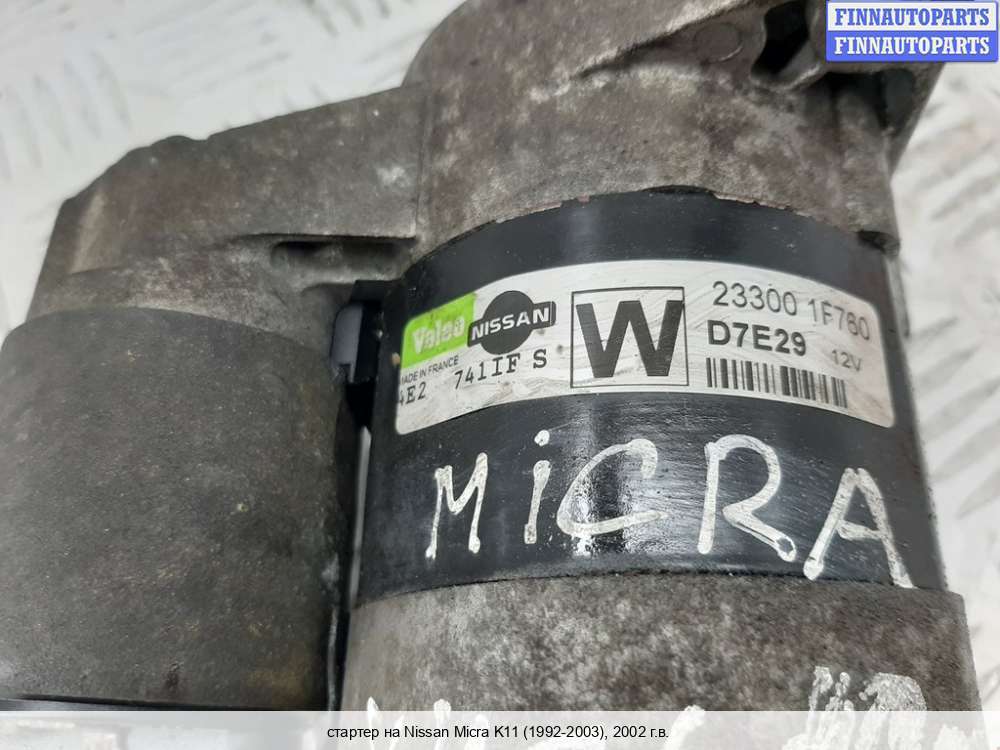 FINNAUTOPARTS
FINNAUTOPARTS
Valeo NISSAN W 23300 1F760
D7E29 12V
MADE IN FRANCE
4E2 741IF S
MiCRA
стартер на Nissan Micra K11 (1992-2003), 2002 г.в.